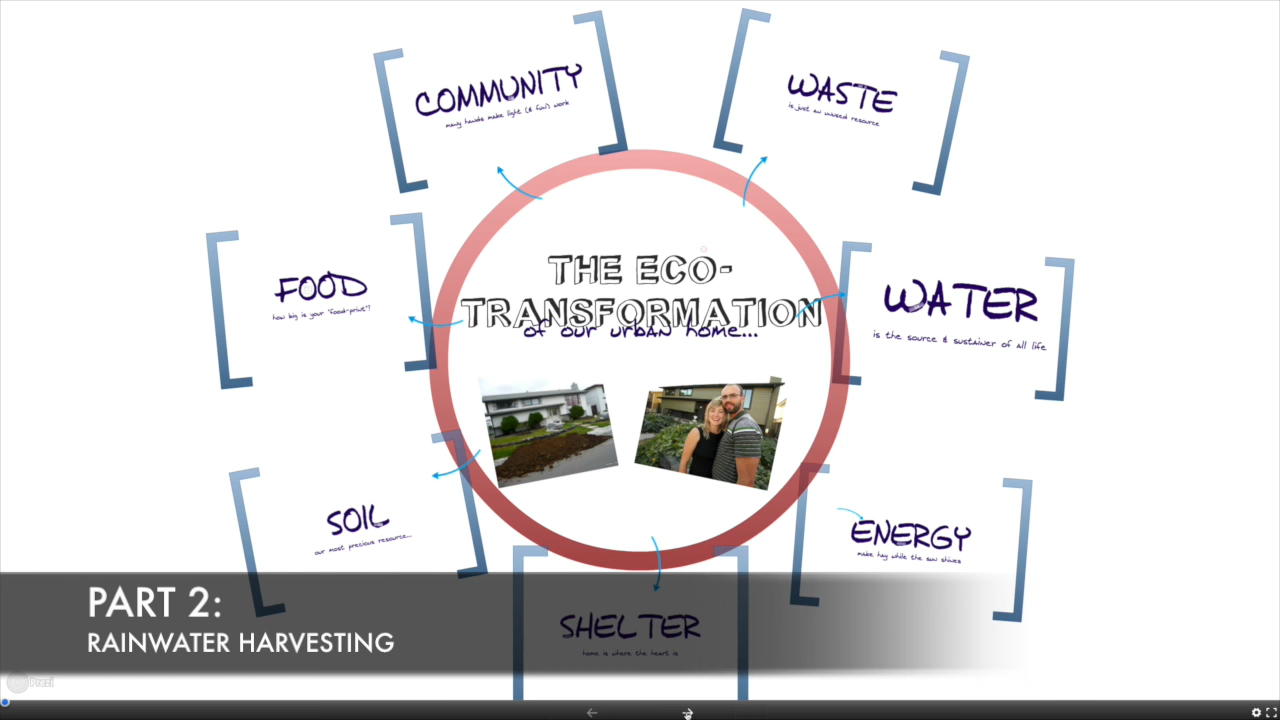 COMMUNITY
many hands make light (& fun!) work
WASTE
is just an unused resource
FOOD
how big is your 'food-print'?
THE ECO-
TRANSFORMATION
of our urban home...
WATER
is the source & sustainer of all life
SOIL
our most precious resource...
ENERGY
make hay while the sun shines
SHELTER
home is where the heart is
PART 2:
RAINWATER HARVESTING
Prezi